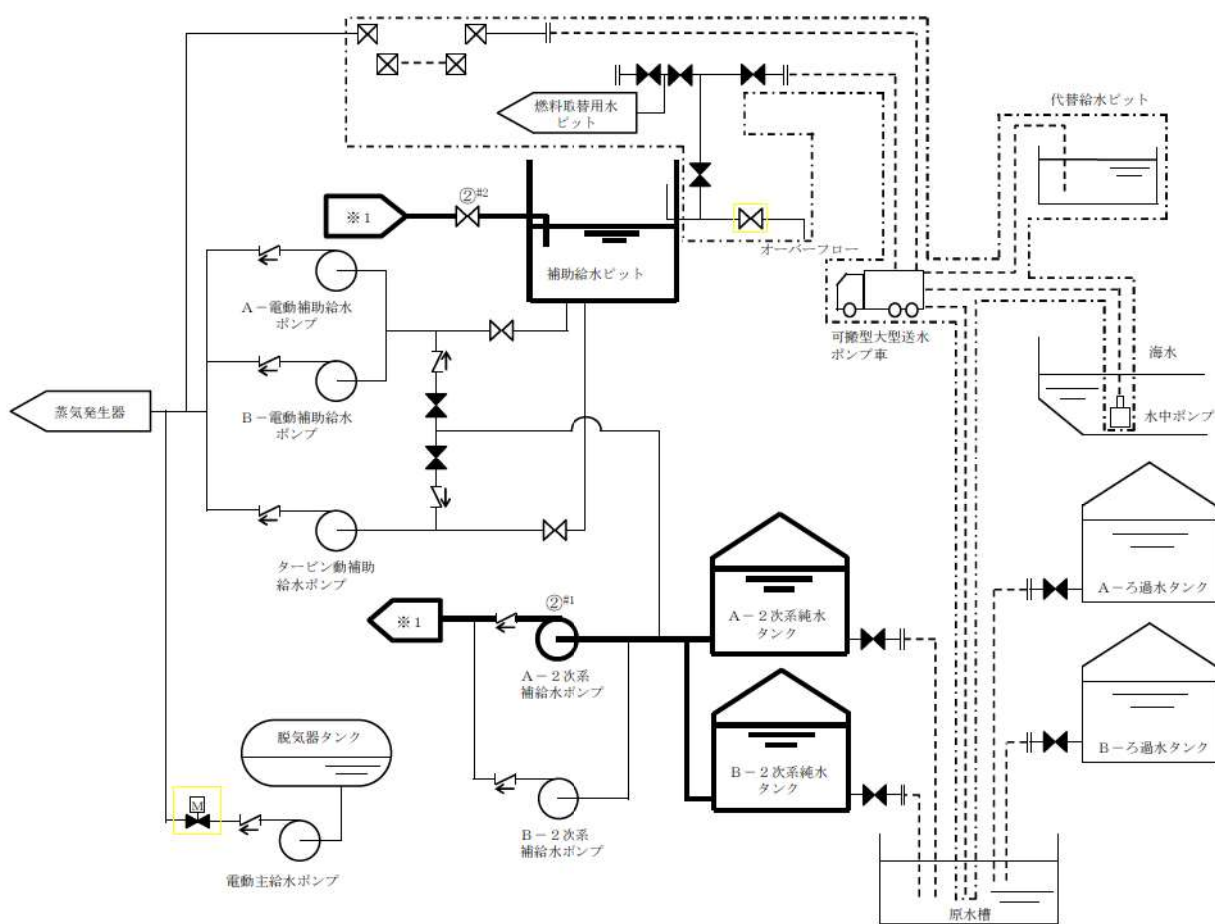 代替給水ピット
燃料取替用水
ピット
②#2
※1
オーバーフロー
補助給水ピット
A-電動補助給水
ポンプ
可搬型大型送水
ポンプ車
海水
蒸気発生器
B-電動補助給水
ポンプ
水中ポンプ
タービン動補助
給水ポンプ
A-ろ過水タンク
②#1
※1
A-2次系純水
タンク
A-2次系
補給水ポンプ
脱気器タンク
B-ろ過水タンク
B-2次系純水
タンク
M
B-2次系
補給水ポンプ
電動主給水ポンプ
原水槽